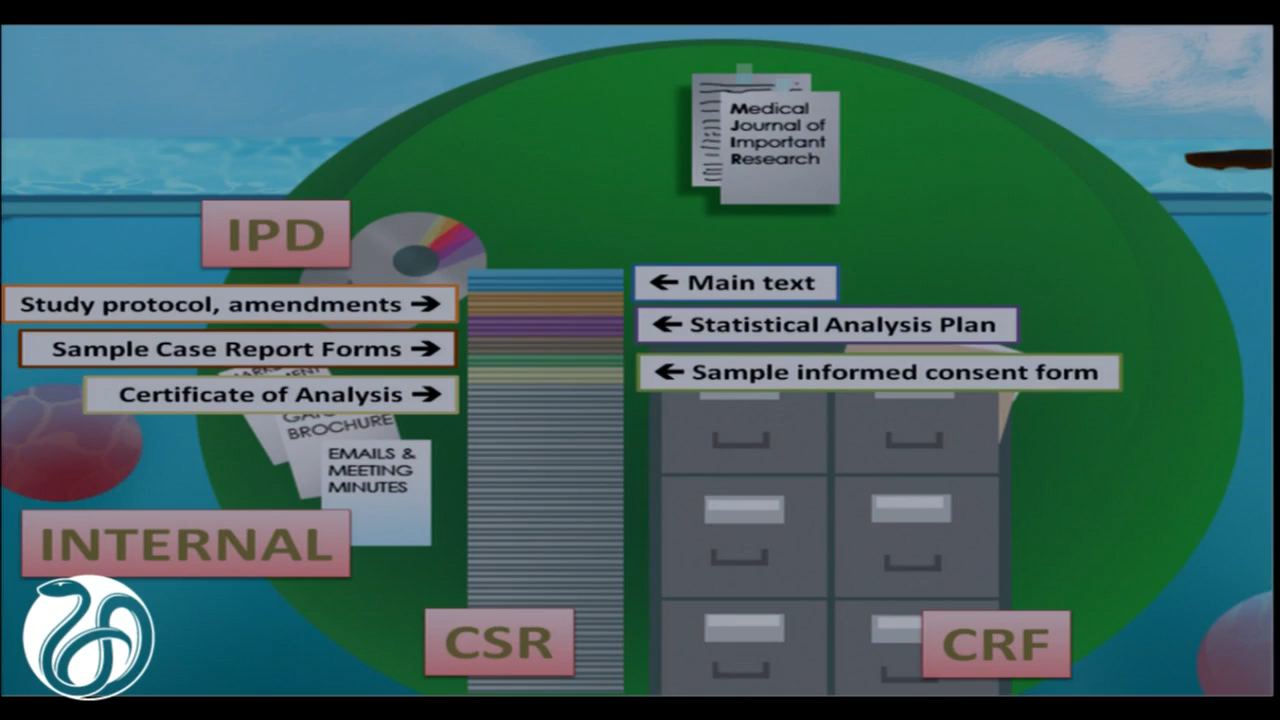 Medical
Journal of
Important
Research
IPD
Main text
Study protocol, amendments
Statistical Analysis Plan
Sample Case Report Forms
Sample informed consent form
Certificate of Analysis
BROCHURE
EMAILS &
MEETING
MINUTES
INTERNAL
CSR
CRF